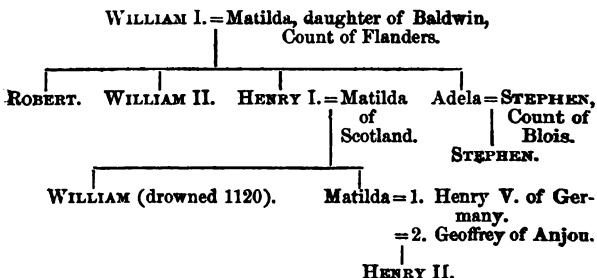 WILLIAM I.=Matilda, daughter of Baldwin,
Count of Flanders.
ROBERT. WILLIAM II. HENRY I.=Matilda of Scotland. Adela=STEPHEN, Count of Blois.
STEPHEN.
WILLIAM (drowned 1120). Matilda=1. Henry V. of Ger-
many.
=2. Geoffrey of Anjou.
HENRY II.